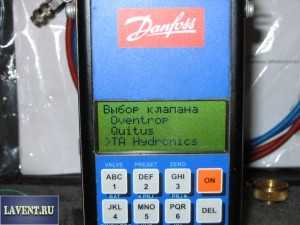 Danfoss
Выбор клапана
Oventrop
Quitus
>TA Hydronics
VALVE PRESET ZERO
ABC DEF GHI ON
1 2 3
JKL MNO PQR DEL
4 5 6
LAVENT.RU